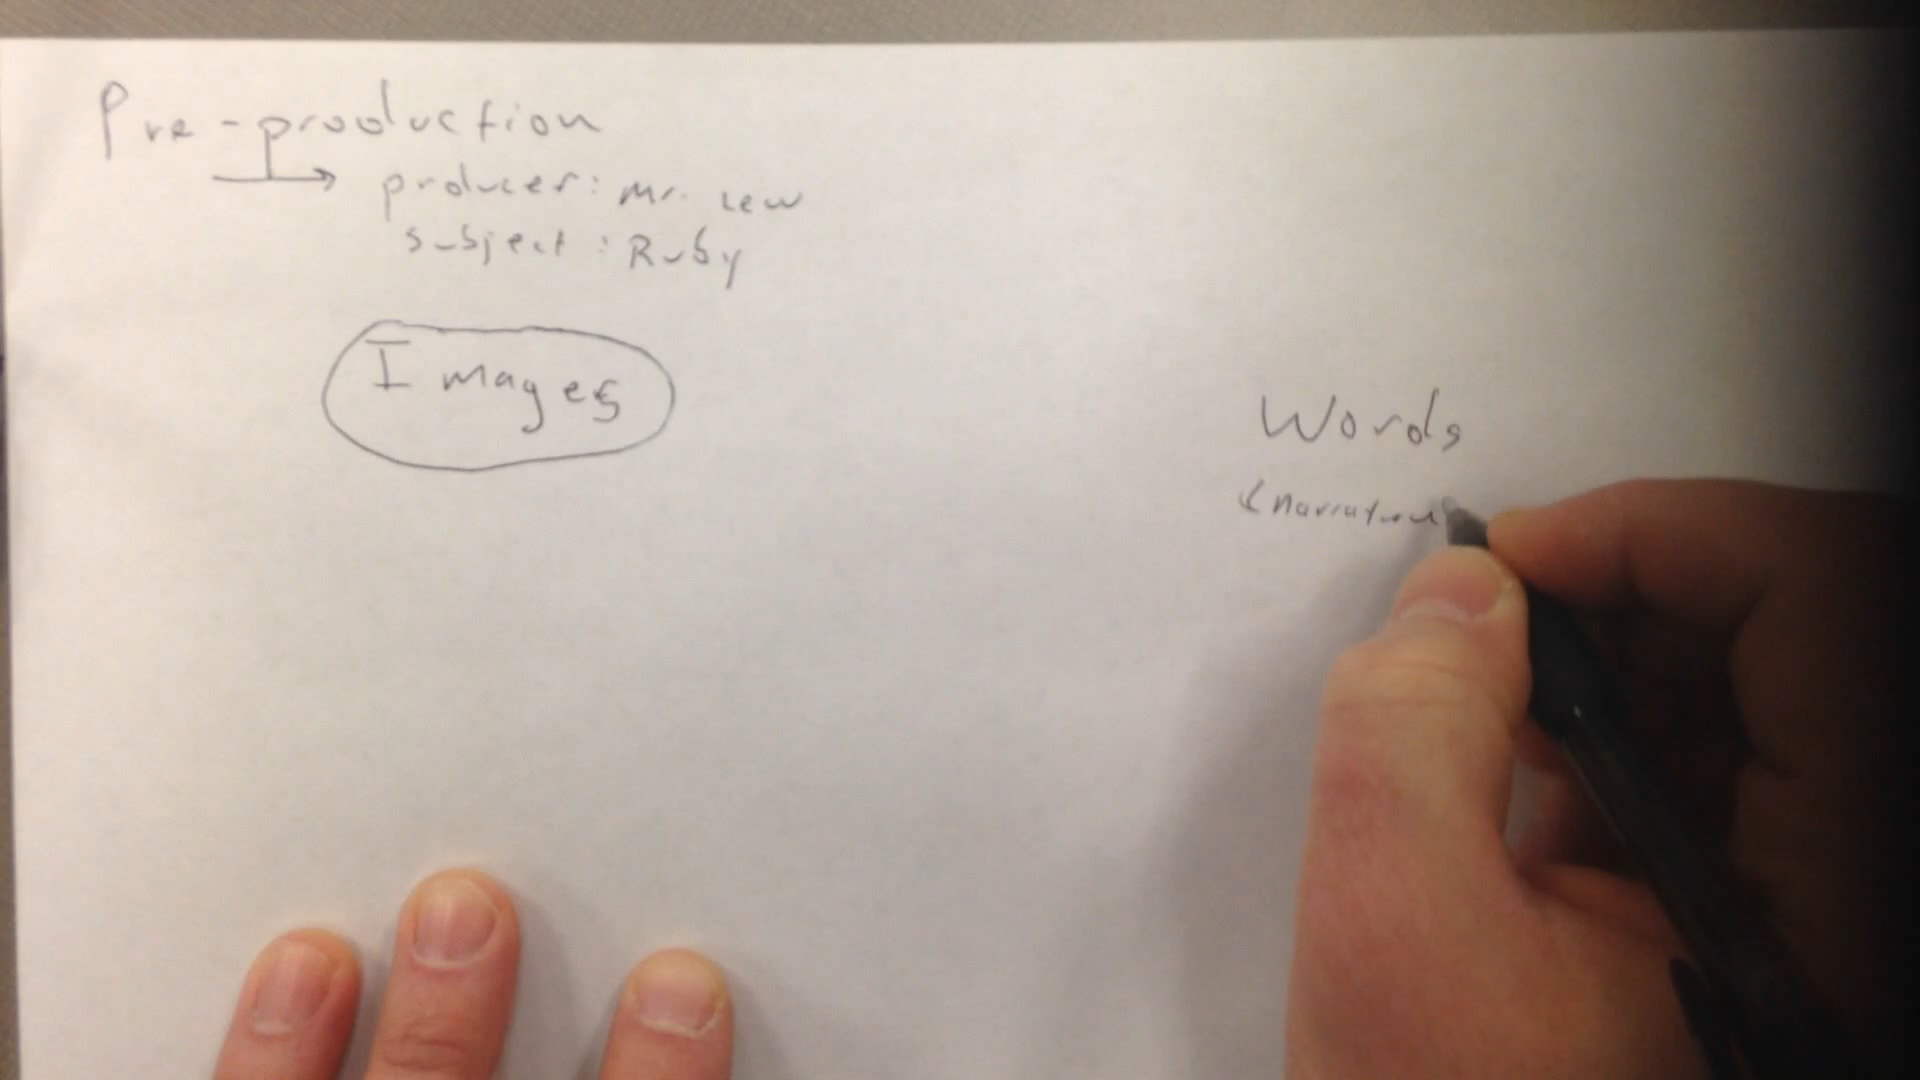 Pre-production
producer: Mr. Lew
subject: Ruby
Images
Words
(narration